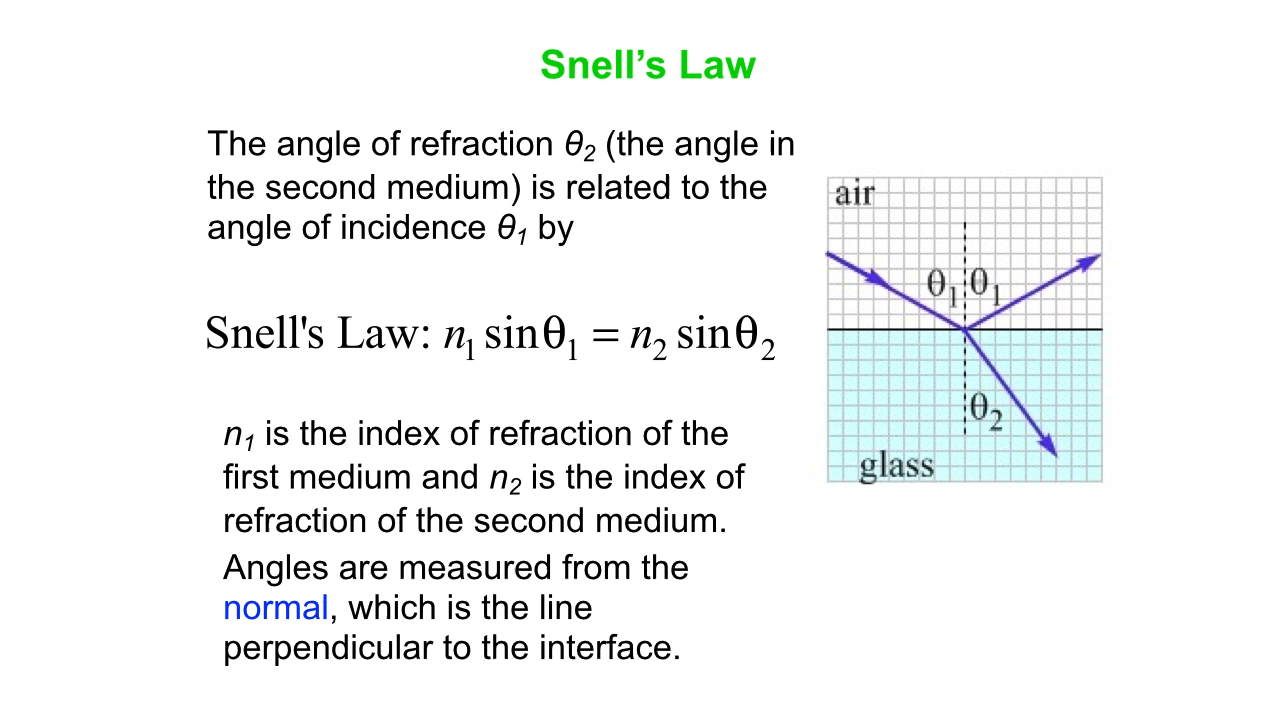 Snell’s Law
The angle of refraction θ2 (the angle in
the second medium) is related to the
angle of incidence θ1 by
Snell's Law: n1 sinθ1 = n2 sinθ2
n1 is the index of refraction of the
first medium and n2 is the index of
refraction of the second medium.
Angles are measured from the
normal, which is the line
perpendicular to the interface.
air
θ1 θ1
θ2
glass